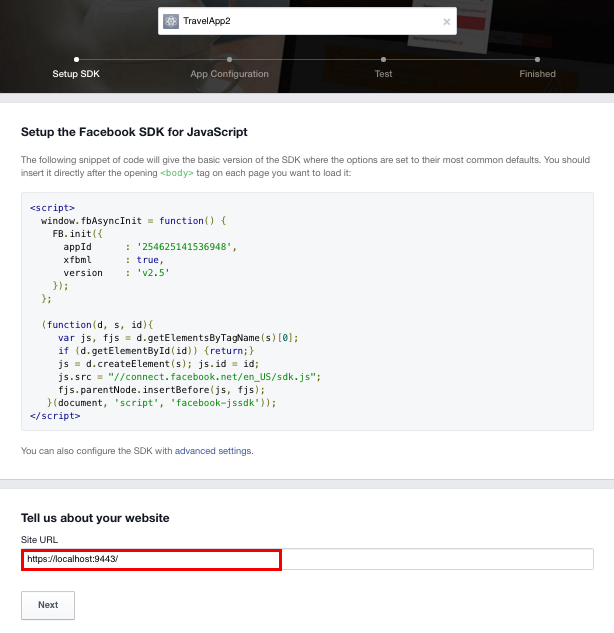 TravelApp2 ×
Setup SDK App Configuration Test Finished
Setup the Facebook SDK for JavaScript
The following snippet of code will give the basic version of the SDK where the options are set to their most common defaults. You should
insert it directly after the opening <body> tag on each page you want to load it:
<script>
  window.fbAsyncInit = function() {
    FB.init({
      appId      : '254625141536948',
      xfbml      : true,
      version    : 'v2.5'
    });
  };

  (function(d, s, id){
     var js, fjs = d.getElementsByTagName(s)[0];
     if (d.getElementById(id)) {return;}
     js = d.createElement(s); js.id = id;
     js.src = "//connect.facebook.net/en_US/sdk.js";
     fjs.parentNode.insertBefore(js, fjs);
   }(document, 'script', 'facebook-jssdk'));
</script>
You can also configure the SDK with advanced settings.
Tell us about your website
Site URL
https://localhost:9443/
Next